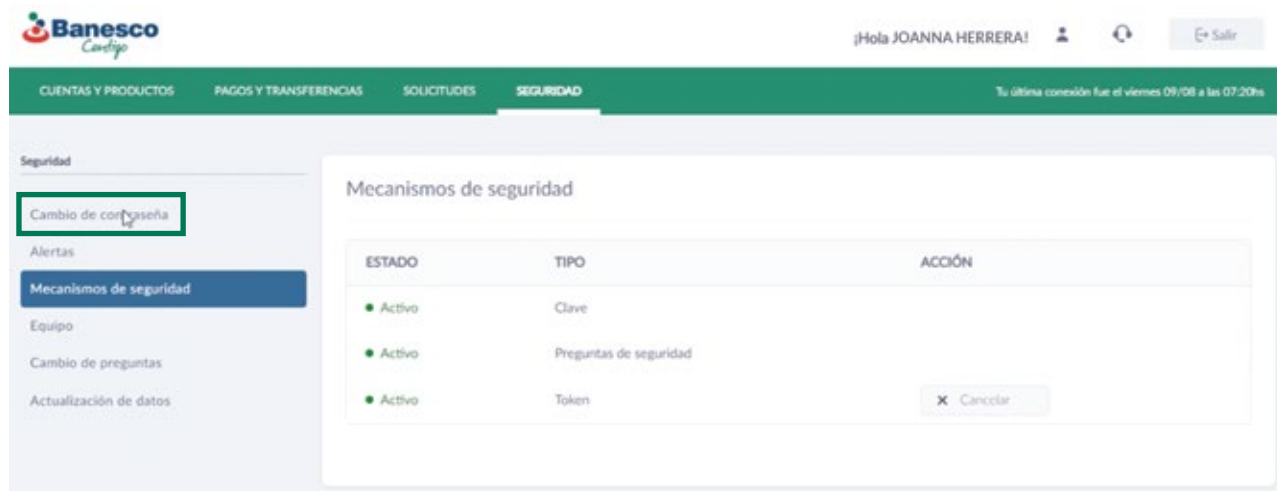 Banesco
Contigo
¡Hola JOANNA HERRERA!
Salir
CUENTAS Y PRODUCTOS PAGOS Y TRANSFERENCIAS SOLICITUDES SEGURIDAD Tu última conexión fue el viernes 09/08 a las 07:20hs
Seguridad
Cambio de contraseña
Alertas
Mecanismos de seguridad
Equipo
Cambio de preguntas
Actualización de datos
Mecanismos de seguridad
ESTADO TIPO ACCIÓN
Activo Clave
Activo Preguntas de seguridad
Activo Token Cancelar